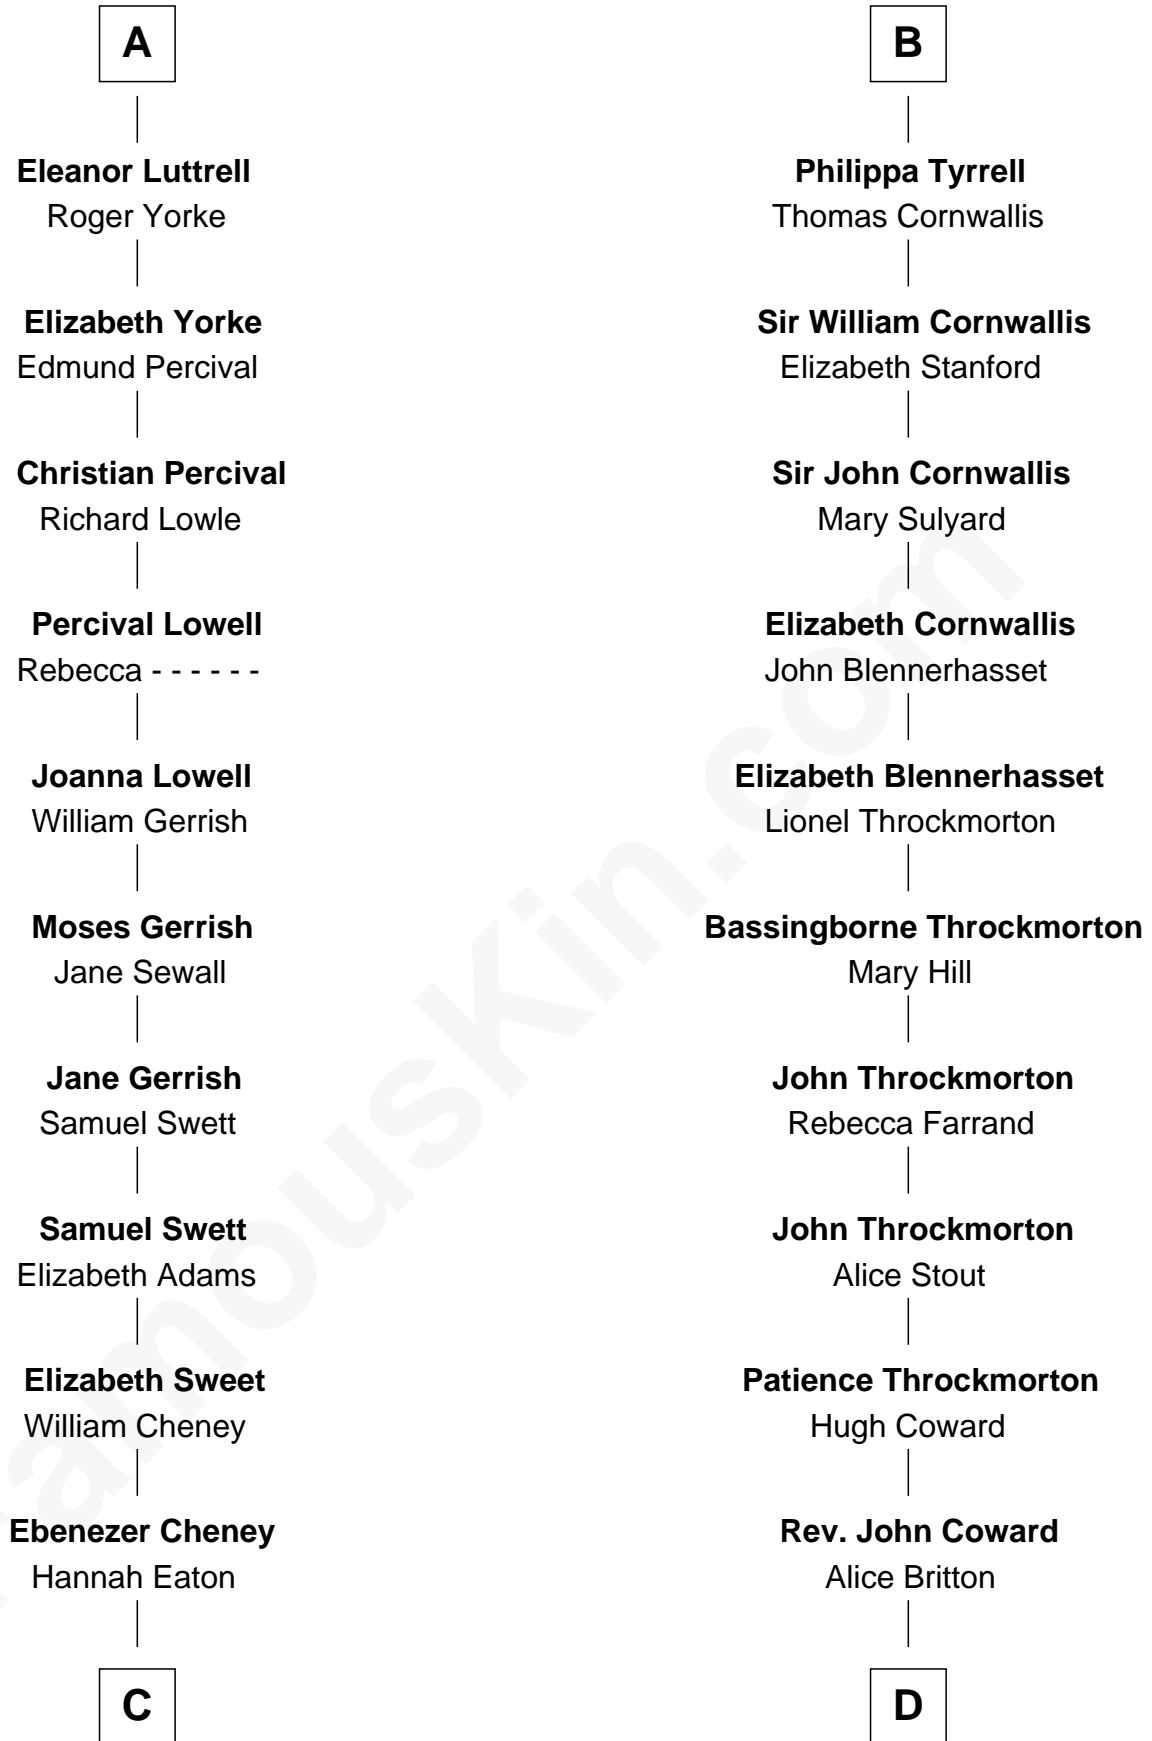 A
Eleanor Luttrell
Roger Yorke
Elizabeth Yorke
Edmund Percival
Christian Percival
Richard Lowle
Percival Lowell
Rebecca - - - - - -
Joanna Lowell
William Gerrish
Moses Gerrish
Jane Sewall
Jane Gerrish
Samuel Swett
Samuel Swett
Elizabeth Adams
Elizabeth Sweet
William Cheney
Ebenezer Cheney
Hannah Eaton
C
B
Philippa Tyrrell
Thomas Cornwallis
Sir William Cornwallis
Elizabeth Stanford
Sir John Cornwallis
Mary Sulyard
Elizabeth Cornwallis
John Blennerhasset
Elizabeth Blennerhasset
Lionel Throckmorton
Bassingborne Throckmorton
Mary Hill
John Throckmorton
Rebecca Farrand
John Throckmorton
Alice Stout
Patience Throckmorton
Hugh Coward
Rev. John Coward
Alice Britton
D
FamousKin.com